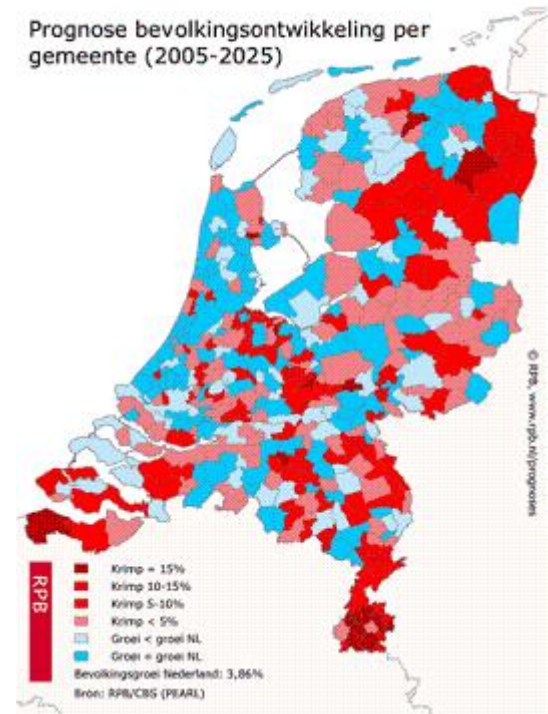 Prognose bevolkingsontwikkeling per
gemeente (2005-2025)
© RPB, www.rpb.nl/prognoses
RPB
Krimp = 15%
Krimp 10-15%
Krimp 5-10%
Krimp < 5%
Groei < groei NL
Groei = groei NL
Bevolkingsgroei Nederland: 3,86%
Bron: RPB/CBS (PEARL)